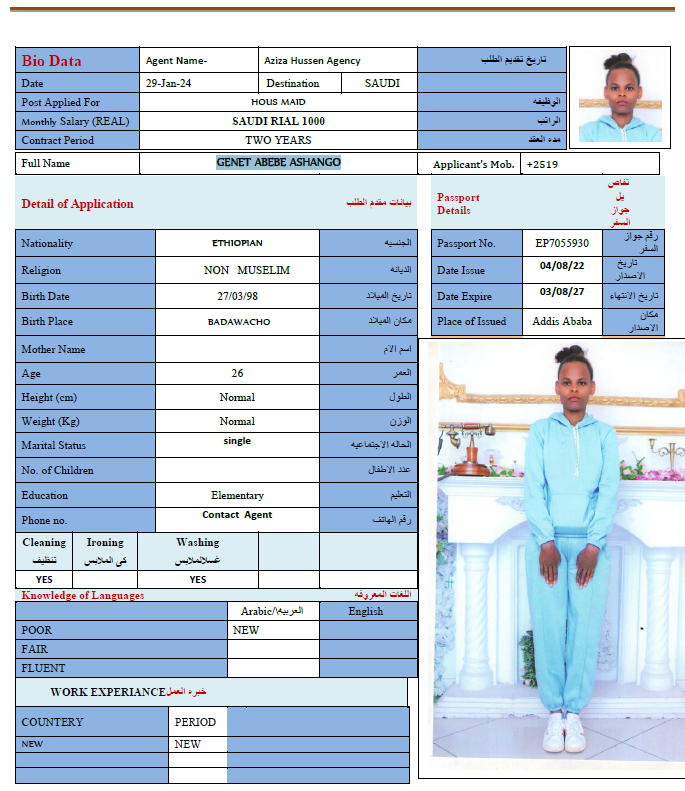 Bio Data Agent Name- Aziza Hussen Agency تاريخ تقديم الطلب
Date 29-Jan-24 Destination SAUDI
Post Applied For HOUS MAID الوظيفه
Monthly Salary (REAL) SAUDI RIAL 1000 الراتب
Contract Period TWO YEARS مده العقد
Full Name GENET ABEBE ASHANGO Applicant's Mob. +2519
Detail of Application بيانات مقدم الطلب
Passport Details تفاصيل جواز السفر
Nationality ETHIOPIAN الجنسيه
Passport No. EP7055930 رقم جواز السفر
Religion NON MUSELIM الديانه
Date Issue 04/08/22 تاريخ الاصدار
Birth Date 27/03/98 تاريخ الميلاد
Date Expire 03/08/27 تاريخ الانتهاء
Birth Place BADAWACHO مكان الميلاد
Place of Issued Addis Ababa مكان الاصدار
Mother Name اسم الام
Age 26 العمر
Height (cm) Normal الطول
Weight (Kg) Normal الوزن
Marital Status single الحاله الاجتماعيه
No. of Children عدد الاطفال
Education Elementary التعليم
Phone no. Contact Agent رقم الهاتف
Cleaning Ironing Washing
تنظيف كي الملابس غسلالملابس
YES YES
Knowledge of Languages اللغات المعروفه
Arabic/العربيه\ English
POOR NEW
FAIR
FLUENT
WORK EXPERIANCE خبره العمل
COUNTERY PERIOD
NEW NEW